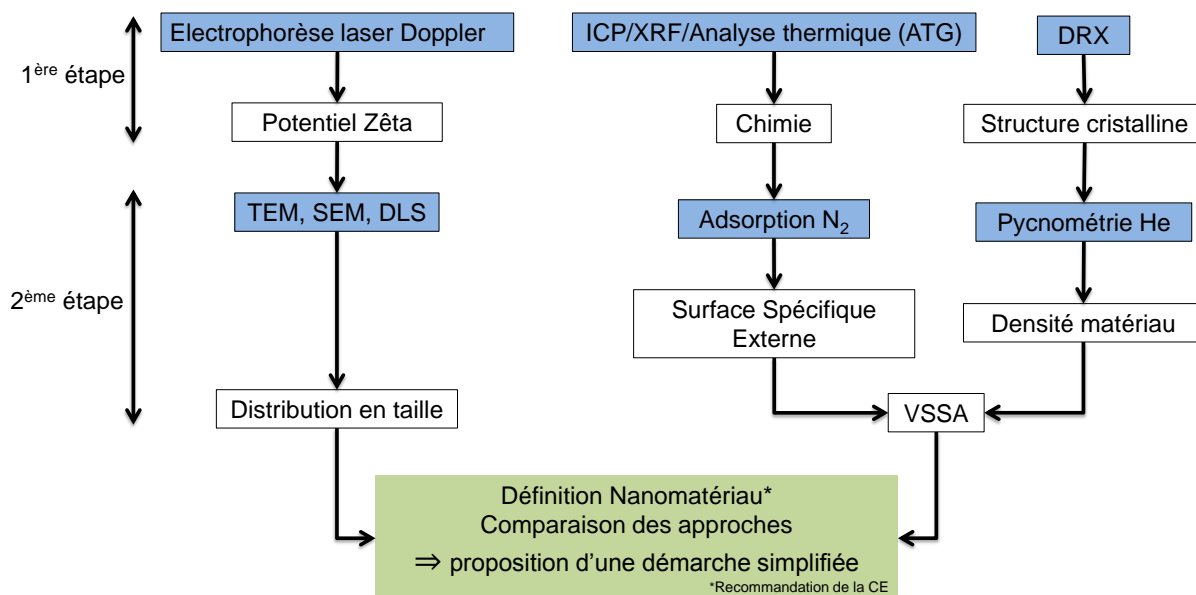 Electrophorèse laser Doppler
ICP/XRF/Analyse thermique (ATG)
DRX
1ère étape
Potentiel Zêta
Chimie
Structure cristalline
TEM, SEM, DLS
Adsorption N₂
Pycnométrie He
2ème étape
Surface Spécifique
Externe
Densité matériau
Distribution en taille
VSSA
Définition Nanomatériau*
Comparaison des approches
⇒ proposition d'une démarche simplifiée
*Recommandation de la CE